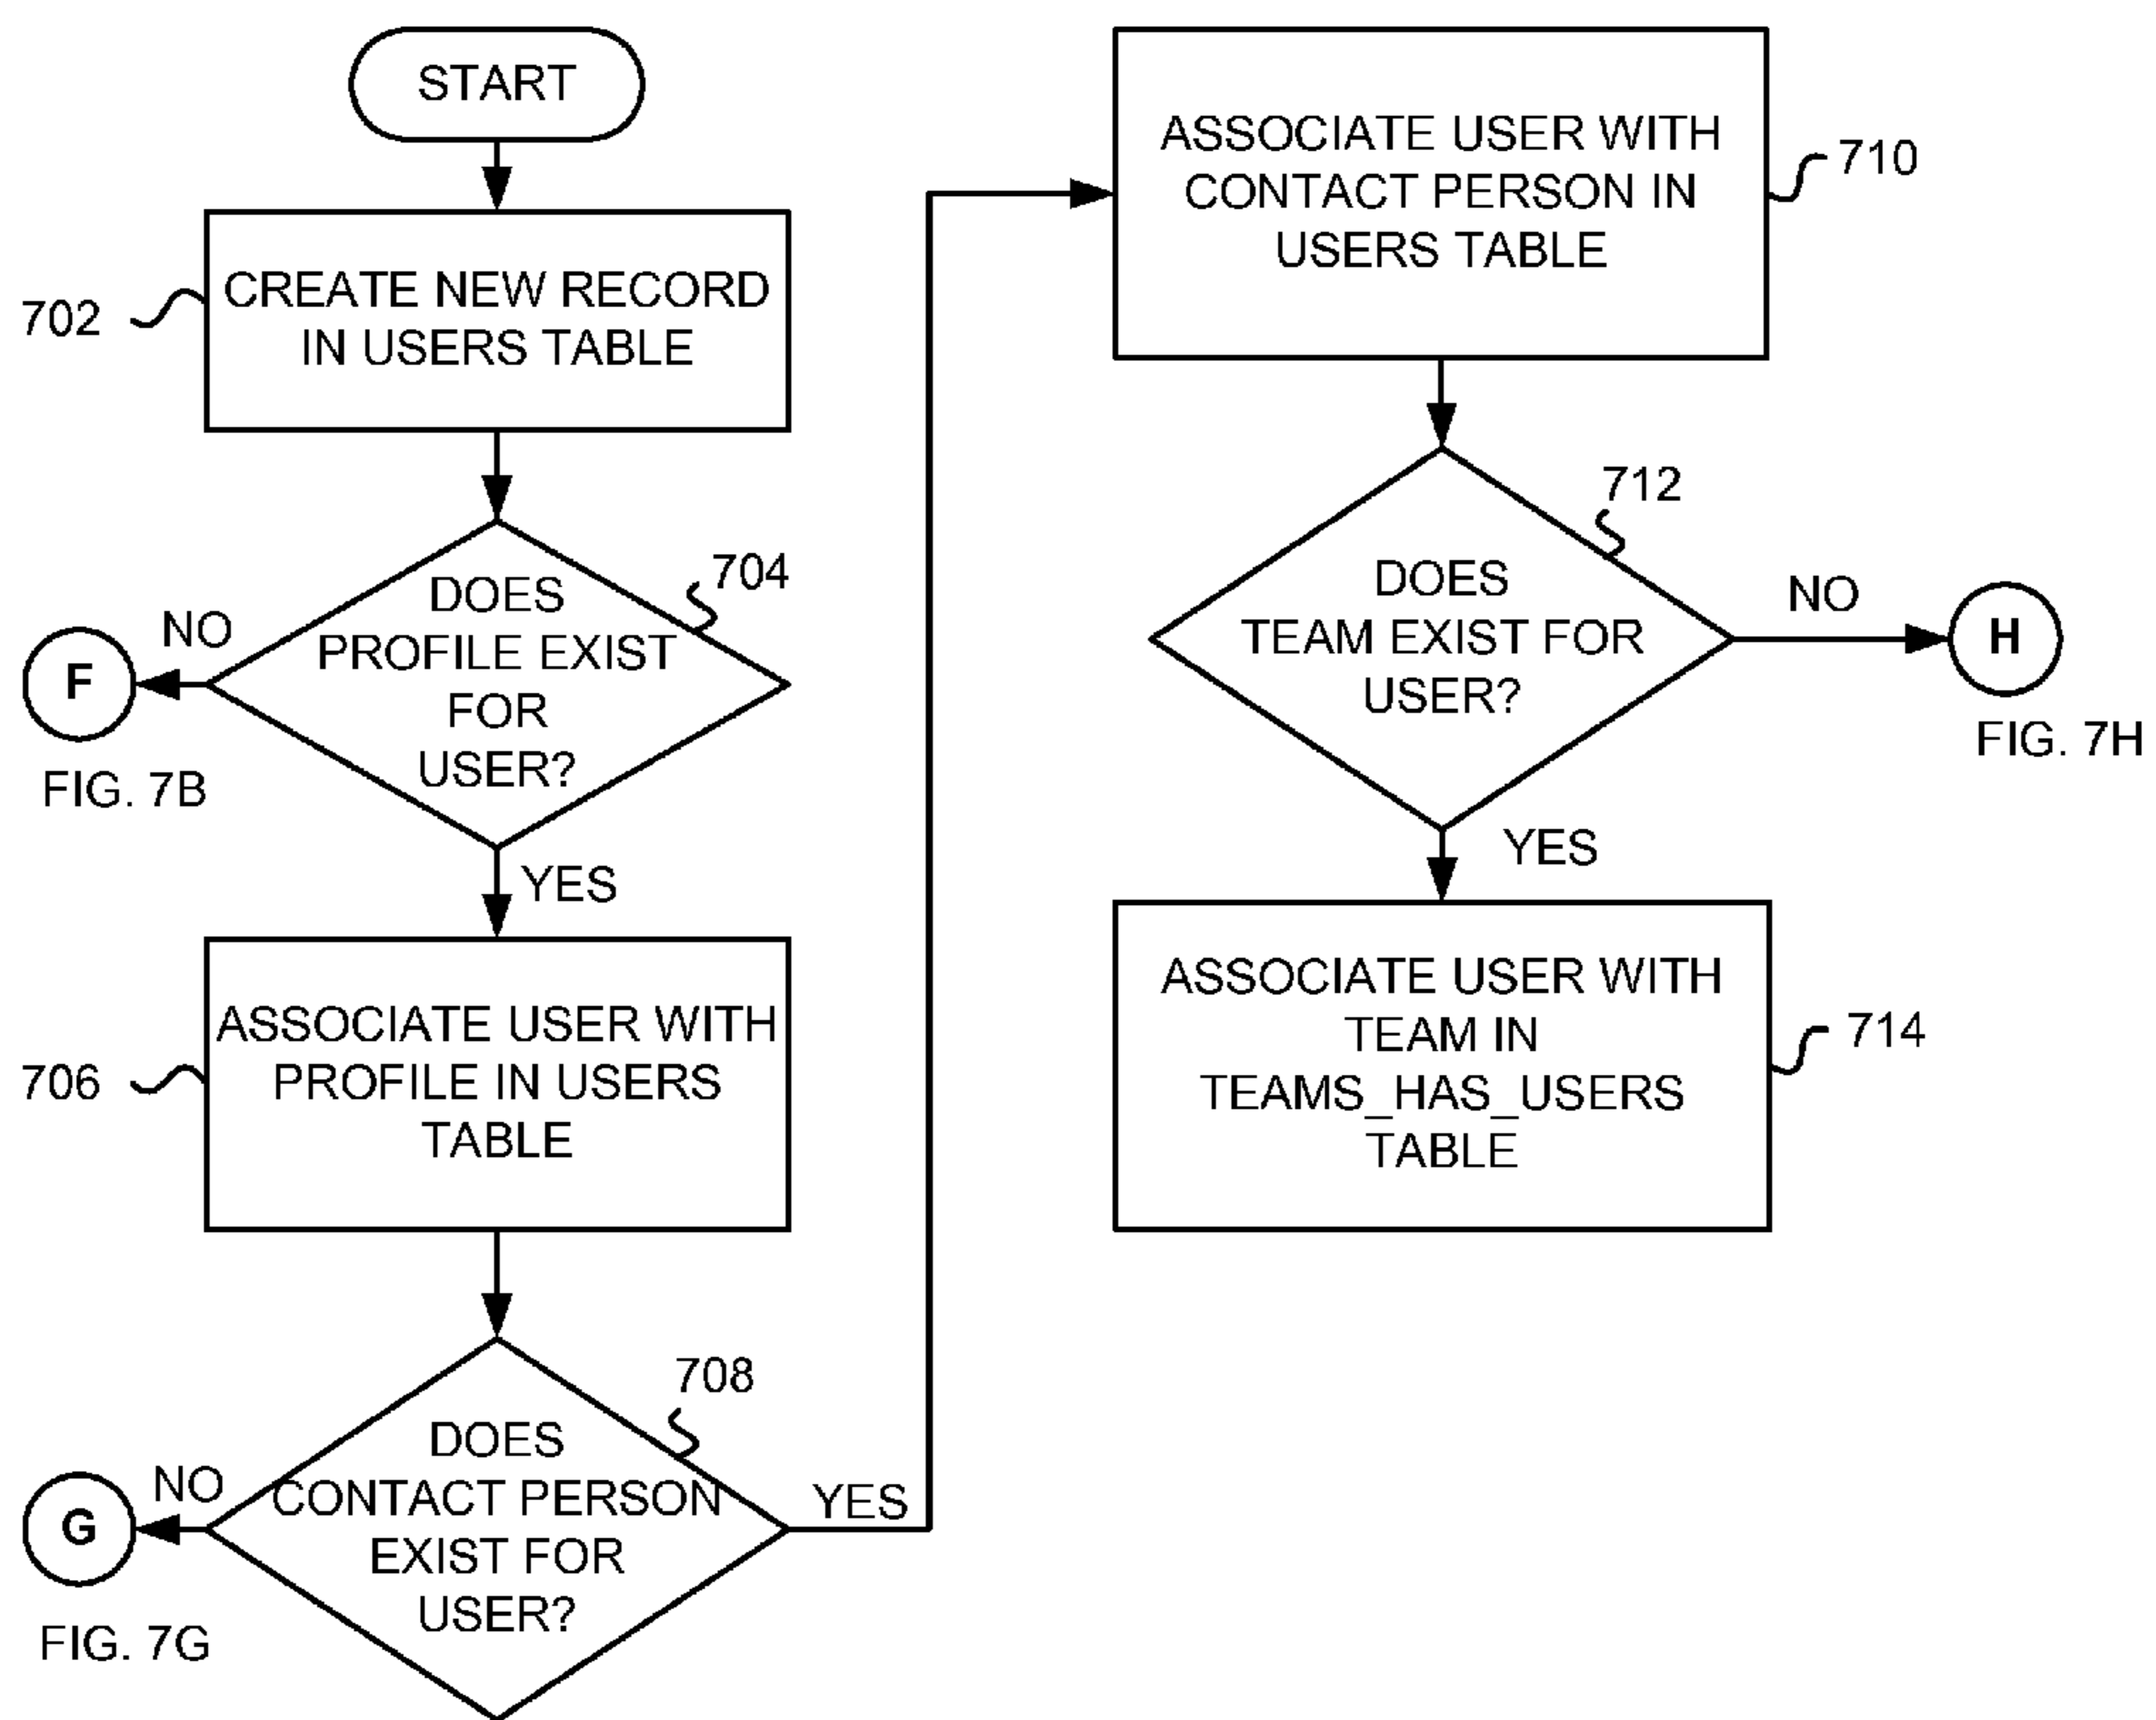 START
702
CREATE NEW RECORD
IN USERS TABLE
704
DOES
PROFILE EXIST
FOR
USER?
NO
F
FIG. 7B
YES
706
ASSOCIATE USER WITH
PROFILE IN USERS
TABLE
708
DOES
CONTACT PERSON
EXIST FOR
USER?
NO
G
FIG. 7G
YES
ASSOCIATE USER WITH
CONTACT PERSON IN
USERS TABLE
710
712
DOES
TEAM EXIST FOR
USER?
NO
H
FIG. 7H
YES
ASSOCIATE USER WITH
TEAM IN
TEAMS_HAS_USERS
TABLE
714